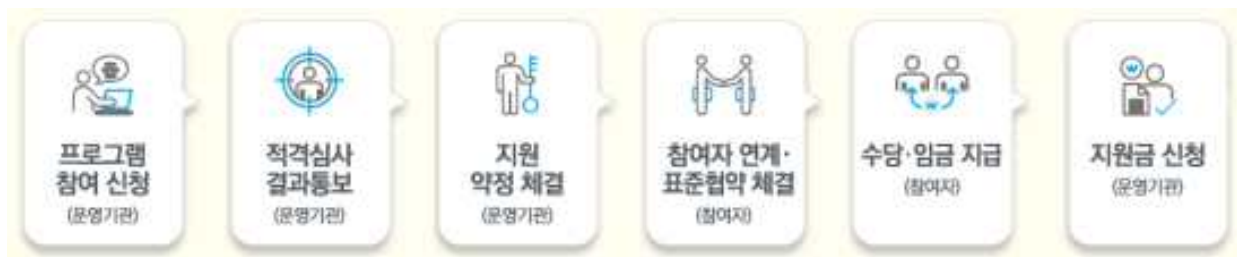 프로그램
참여 신청
(운영기관)
적격심사
결과통보
(운영기관)
지원
약정 체결
(운영기관)
참여자 연계·
표준협약 체결
(참여자)
수당·임금 지급
(참여자)
지원금 신청
(운영기관)